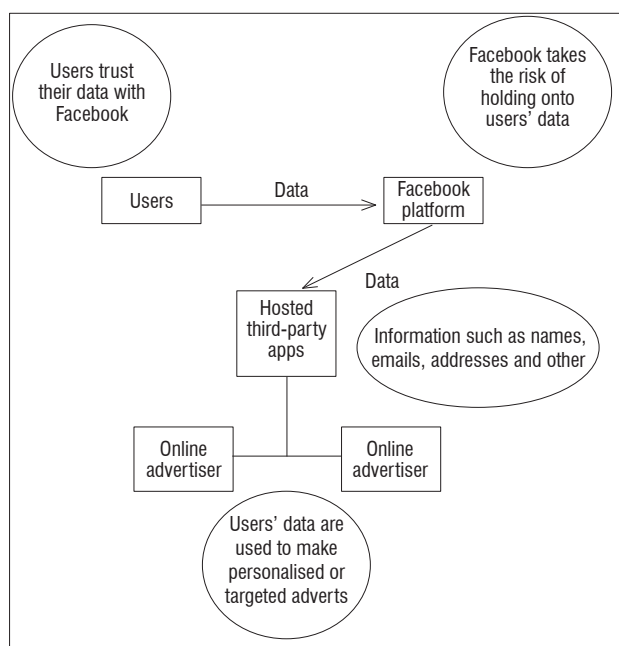 Users trust
their data with
Facebook
Facebook takes
the risk of
holding onto
users’ data
Users
Data
Facebook
platform
Data
Hosted
third-party
apps
Information such as names,
emails, addresses and other
Online
advertiser
Online
advertiser
Users’ data are
used to make
personalised or
targeted adverts